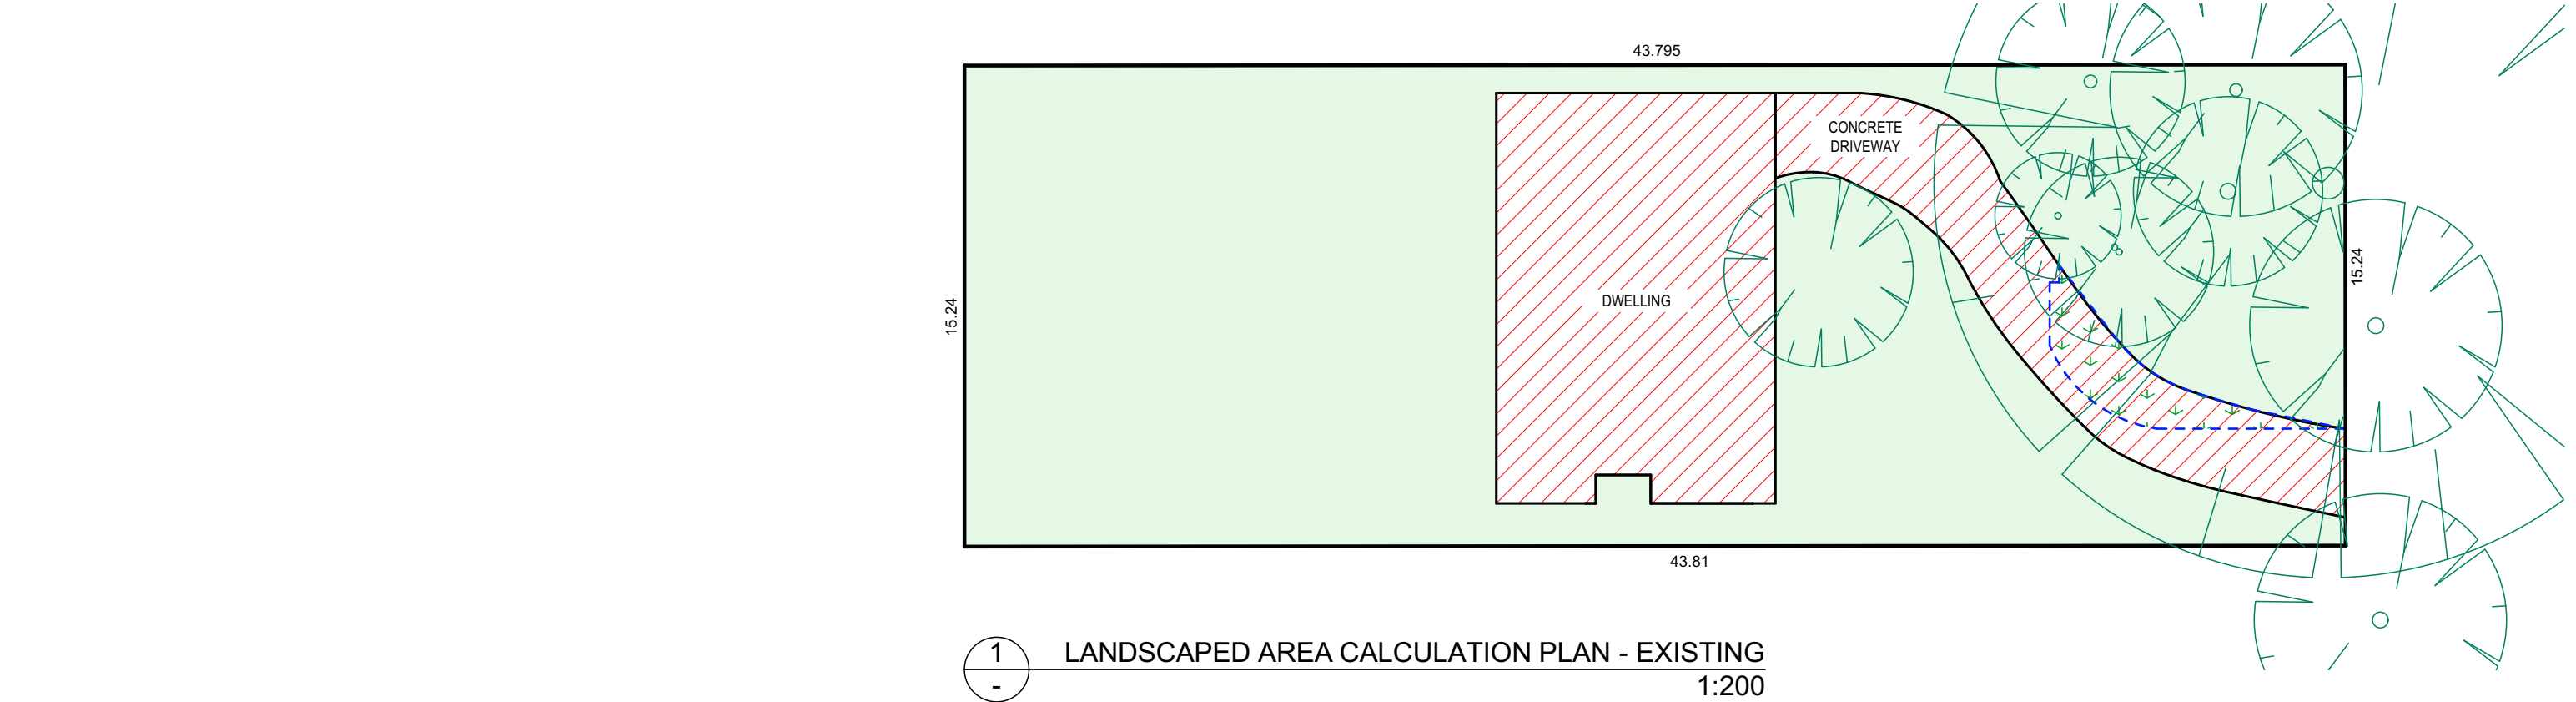 43.795
CONCRETE
DRIVEWAY
15.24
DWELLING
15.24
43.81
1
LANDSCAPED AREA CALCULATION PLAN - EXISTING
-
1:200